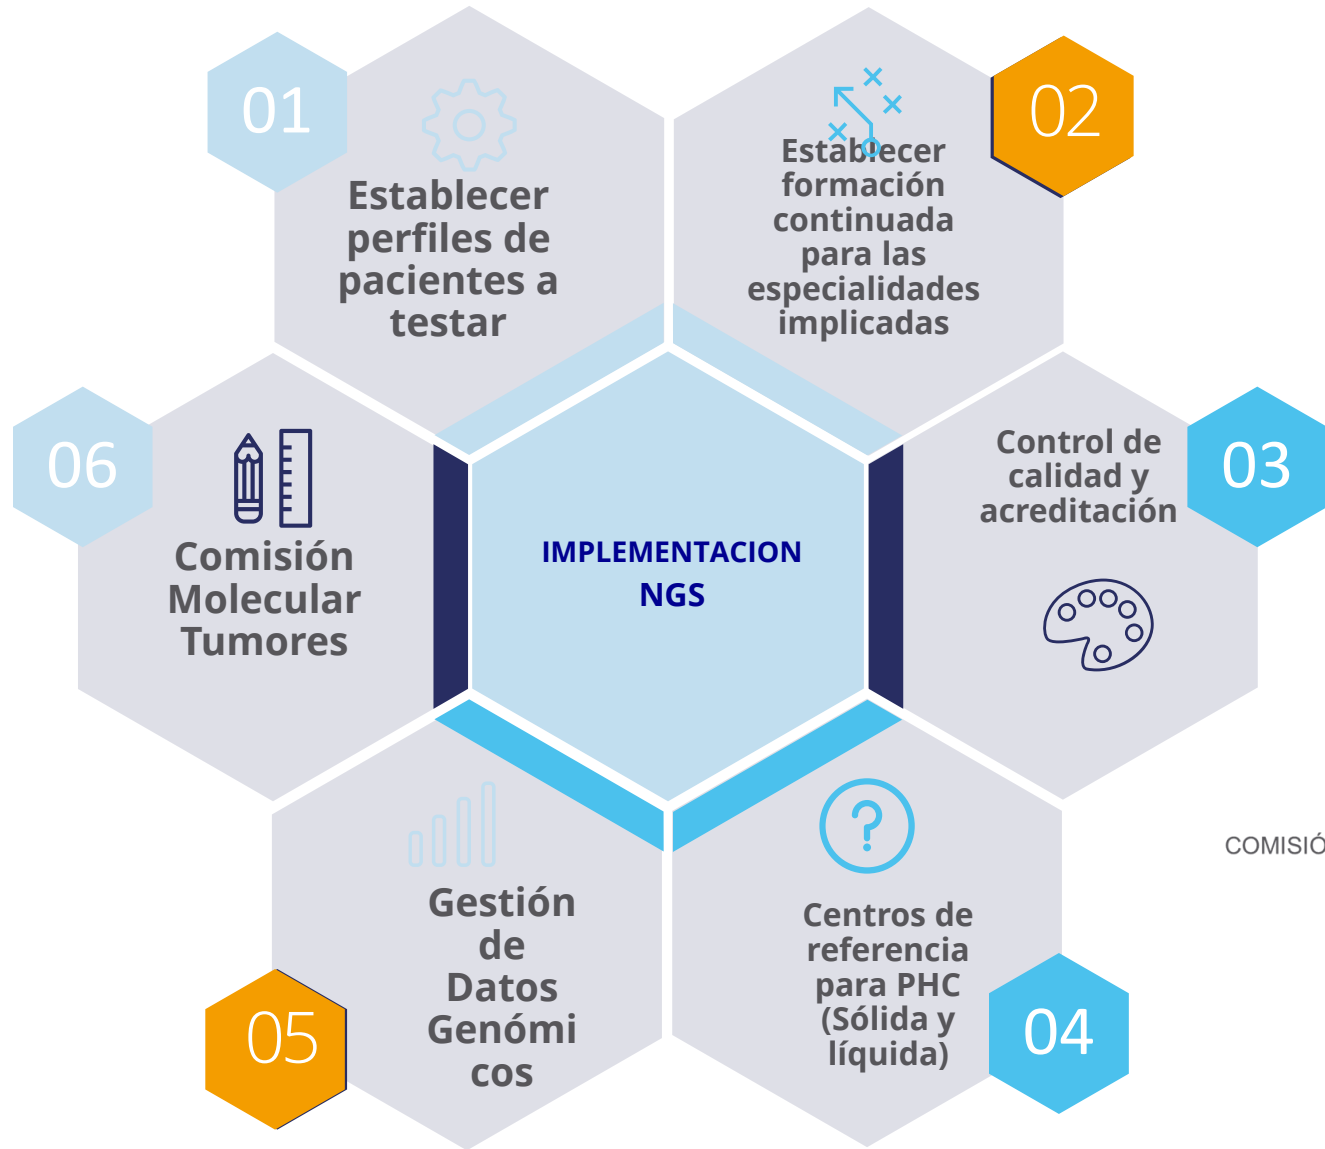 01
Establecer
perfiles de
pacientes a
testar
02
Establecer
formación
continuada
para las
especialidades
implicadas
03
Control de
calidad y
acreditación
04
Centros de
referencia
para PHC
(Sólida y
líquida)
05
Gestión
de
Datos
Genómi
cos
06
Comisión
Molecular
Tumores
IMPLEMENTACION
NGS
COMISIÓ